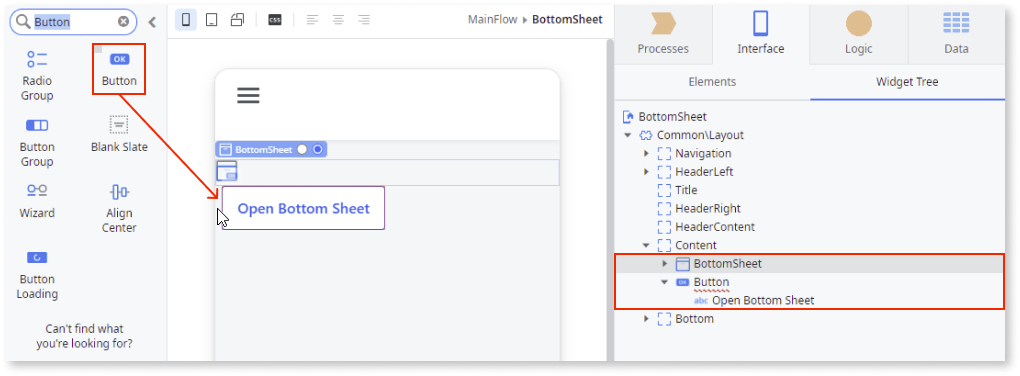 Button
OK
Radio
Group
Button
Button
Group
Blank Slate
Wizard
Align
Center
Button
Loading
Can't find what
you're looking for?
CSS
MainFlow ▸ BottomSheet
BottomSheet
Open Bottom Sheet
Processes
Interface
Logic
Data
Elements
Widget Tree
BottomSheet
Common\Layout
Navigation
HeaderLeft
Title
HeaderRight
HeaderContent
Content
BottomSheet
OK Button
abc Open Bottom Sheet
Bottom